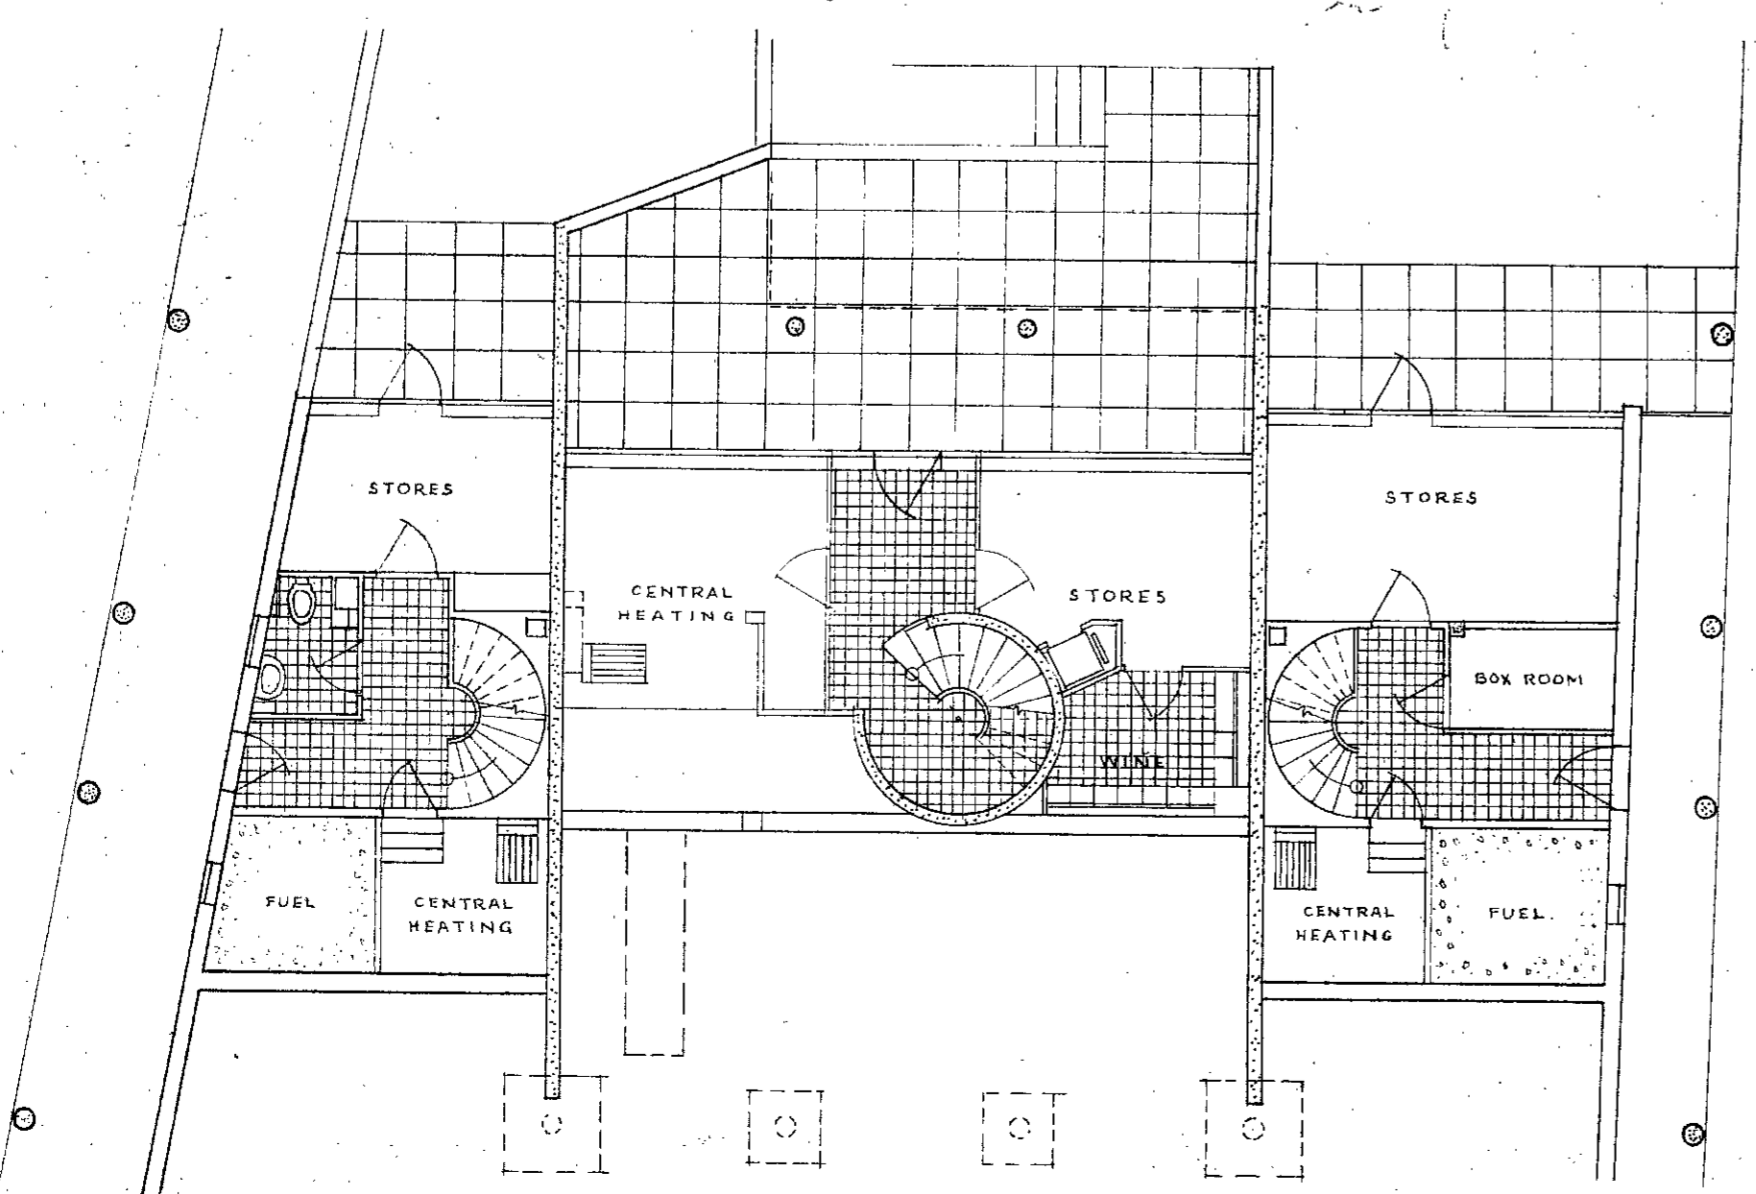 STORES
STORES
CENTRAL
HEATING
STORES
BOX ROOM
WINE
FUEL
CENTRAL
HEATING
CENTRAL
HEATING
FUEL.